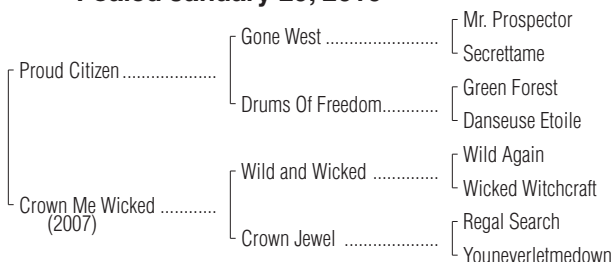 Foaled January
Mr. Prospector
Gone West ........................
Secrettame
Proud Citizen ....................
Green Forest
Drums Of Freedom............
Danseuse Etoile
Wild Again
Wild and Wicked ..............
Wicked Witchcraft
Crown Me Wicked ............
(2007)
Regal Search
Crown Jewel ....................
Youneverletmedown